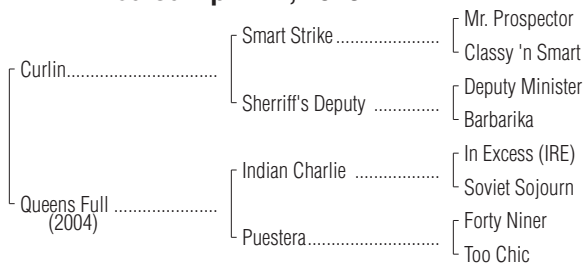 Mr. Prospector
Smart Strike
Classy 'n Smart
Curlin
Deputy Minister
Sherriff's Deputy
Barbarika
In Excess (IRE)
Indian Charlie
Soviet Sojourn
Queens Full
(2004)
Forty Niner
Puestera
Too Chic